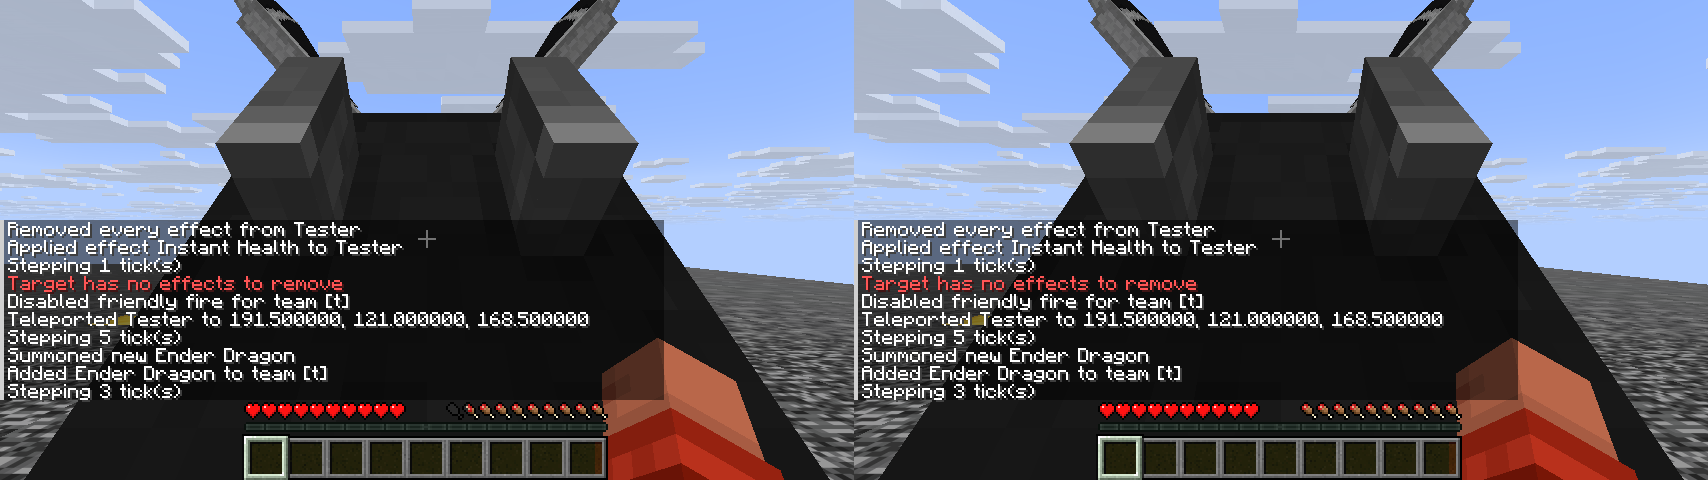 Removed every effect from Tester
Applied effect Instant Health to Tester
Stepping 1 tick(s)
Target has no effects to remove
Disabled friendly fire for team [t]
Teleported Tester to 191.500000, 121.000000, 168.500000
Stepping 5 tick(s)
Summoned new Ender Dragon
Added Ender Dragon to team [t]
Stepping 3 tick(s)
Removed every effect from Tester
Applied effect Instant Health to Tester
Stepping 1 tick(s)
Target has no effects to remove
Disabled friendly fire for team [t]
Teleported Tester to 191.500000, 121.000000, 168.500000
Stepping 5 tick(s)
Summoned new Ender Dragon
Added Ender Dragon to team [t]
Stepping 3 tick(s)